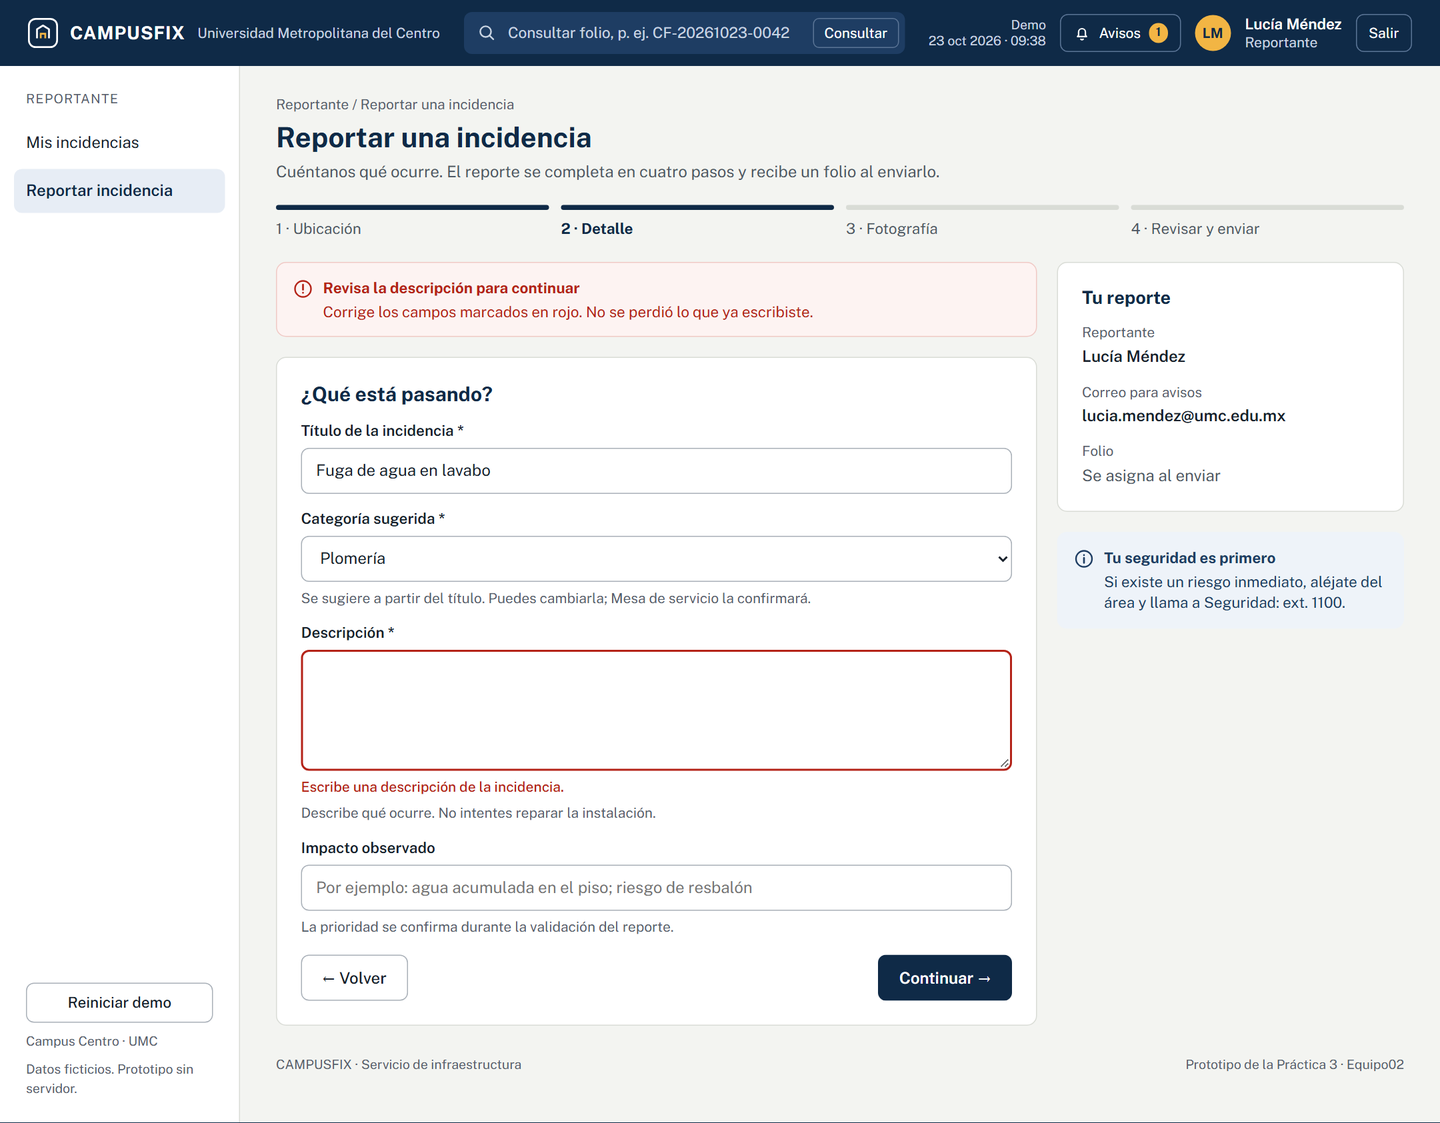 CAMPUSFIX
Universidad Metropolitana del Centro
Consultar folio, p. ej. CF-20261023-0042
Consultar
Demo
23 oct 2026 · 09:38
Avisos 1
LM
Lucía Méndez
Reportante
Salir
REPORTANTE
Mis incidencias
Reportar incidencia
Reiniciar demo
Campus Centro · UMC
Datos ficticios. Prototipo sin
servidor.
Reportante / Reportar una incidencia
Reportar una incidencia
Cuéntanos qué ocurre. El reporte se completa en cuatro pasos y recibe un folio al enviarlo.
1 · Ubicación
2 · Detalle
3 · Fotografía
4 · Revisar y enviar
Revisa la descripción para continuar
Corrige los campos marcados en rojo. No se perdió lo que ya escribiste.
¿Qué está pasando?
Título de la incidencia *
Fuga de agua en lavabo
Categoría sugerida *
Plomería
Se sugiere a partir del título. Puedes cambiarla; Mesa de servicio la confirmará.
Descripción *
Escribe una descripción de la incidencia.
Describe qué ocurre. No intentes reparar la instalación.
Impacto observado
Por ejemplo: agua acumulada en el piso; riesgo de resbalón
La prioridad se confirma durante la validación del reporte.
← Volver
Continuar →
Tu reporte
Reportante
Lucía Méndez
Correo para avisos
lucia.mendez@umc.edu.mx
Folio
Se asigna al enviar
Tu seguridad es primero
Si existe un riesgo inmediato, aléjate del
área y llama a Seguridad: ext. 1100.
CAMPUSFIX · Servicio de infraestructura
Prototipo de la Práctica 3 · Equipo02